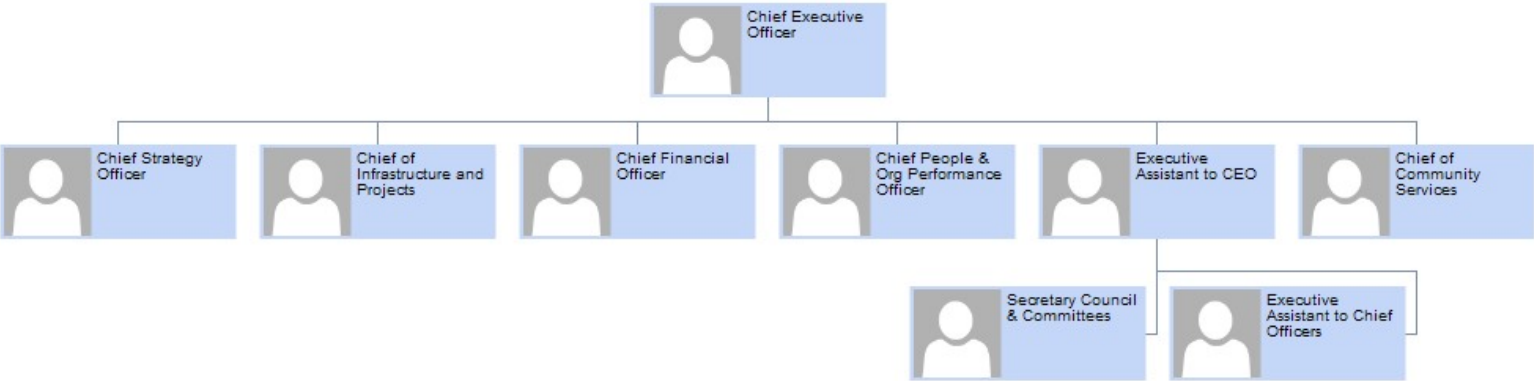 Chief Executive
Officer
Chief Strategy
Officer
Chief of
Infrastructure and
Projects
Chief Financial
Officer
Chief People &
Org Performance
Officer
Executive
Assistant to CEO
Chief of
Community
Services
Secretary Council
& Committees
Executive
Assistant to Chief
Officers